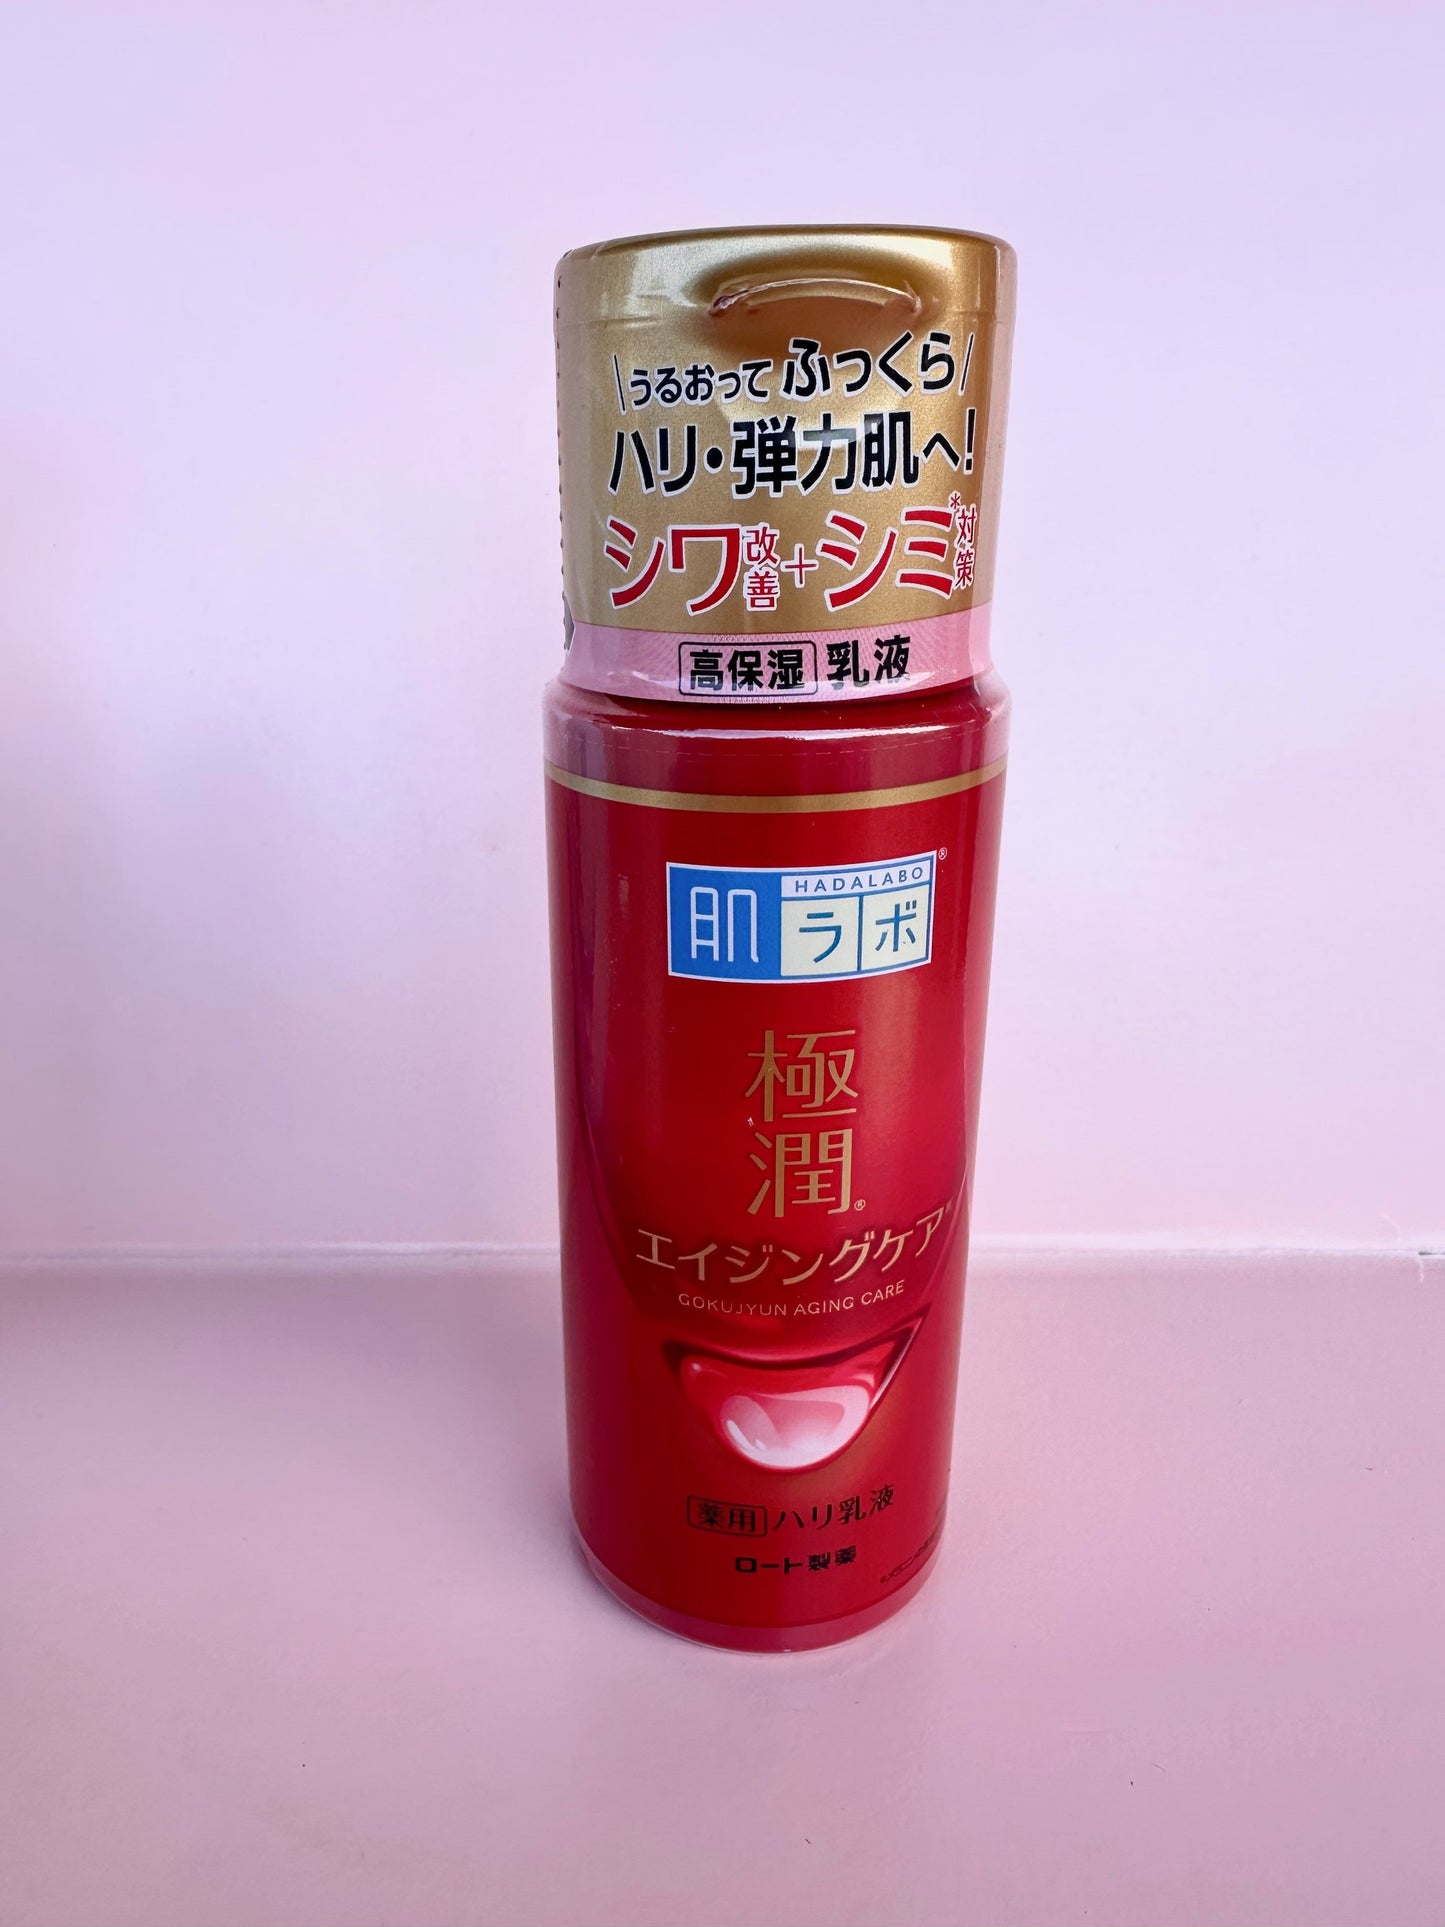 \うるおって ふっくら/
ハリ・弾力肌へ!
シワ改善+シミ*対策
高保湿 乳液
HADALABO®
肌ラボ
極
潤®
エイジングケア
GOKUJYUN AGING CARE
薬用 ハリ乳液
ロート製薬